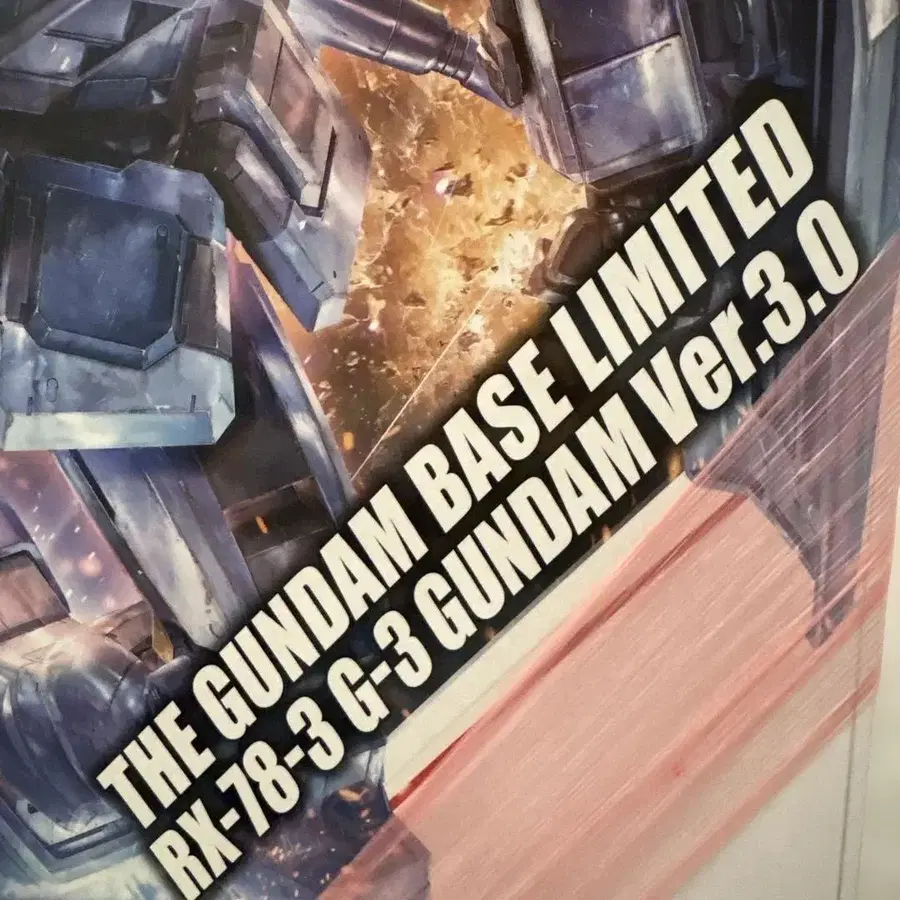 THE GUNDAM BASE LIMITED
RX-78-3 G-3 GUNDAM Ver.3.0